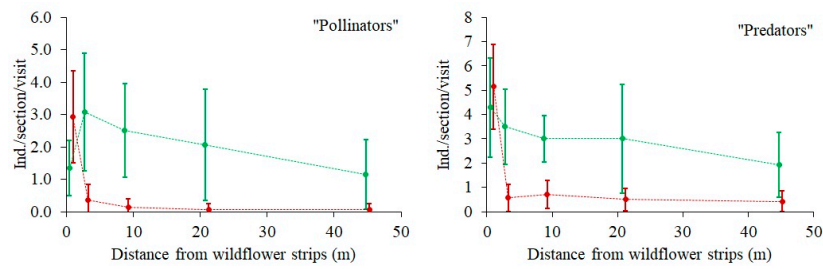 "Pollinators"
6.0
5.0
4.0
3.0
2.0
1.0
0.0
Ind./section/visit
0 10 20 30 40 50
Distance from wildflower strips (m)
"Predators"
8
7
6
5
4
3
2
1
0
Ind./section/visit
0 10 20 30 40 50
Distance from wildflower strips (m)